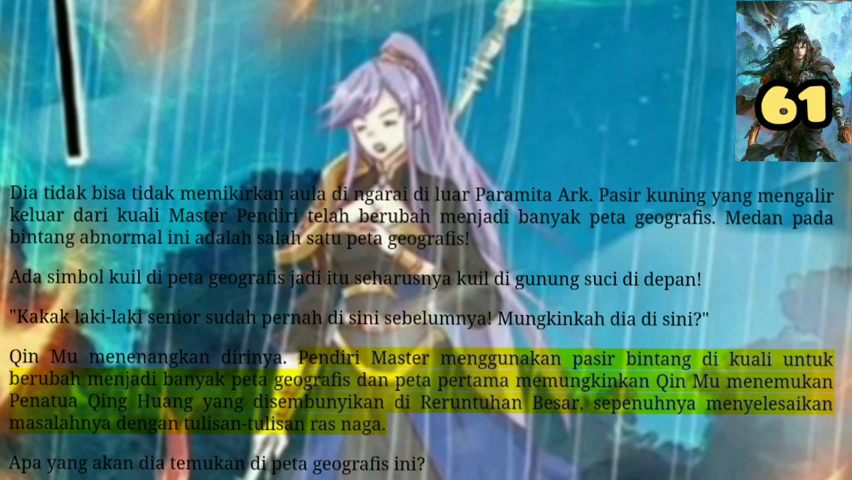 61
Dia tidak bisa tidak memikirkan aula di ngarai di luar Paramita Ark. Pasir kuning yang mengalir
keluar dari kuali Master Pendiri telah berubah menjadi banyak peta geografis. Medan pada
bintang abnormal ini adalah salah satu peta geografis!
Ada simbol kuil di peta geografis jadi itu seharusnya kuil di gunung suci di depan!
"Kakak laki-laki senior sudah pernah di sini sebelumnya! Mungkinkah dia di sini?"
Qin Mu menenangkan dirinya. Pendiri Master menggunakan pasir bintang di kuali untuk
berubah menjadi banyak peta geografis dan peta pertama memungkinkan Qin Mu menemukan
Penatua Qing Huang yang disembunyikan di Reruntuhan Besar, sepenuhnya menyelesaikan
masalahnya dengan tulisan-tulisan ras naga.
Apa yang akan dia temukan di peta geografis ini?